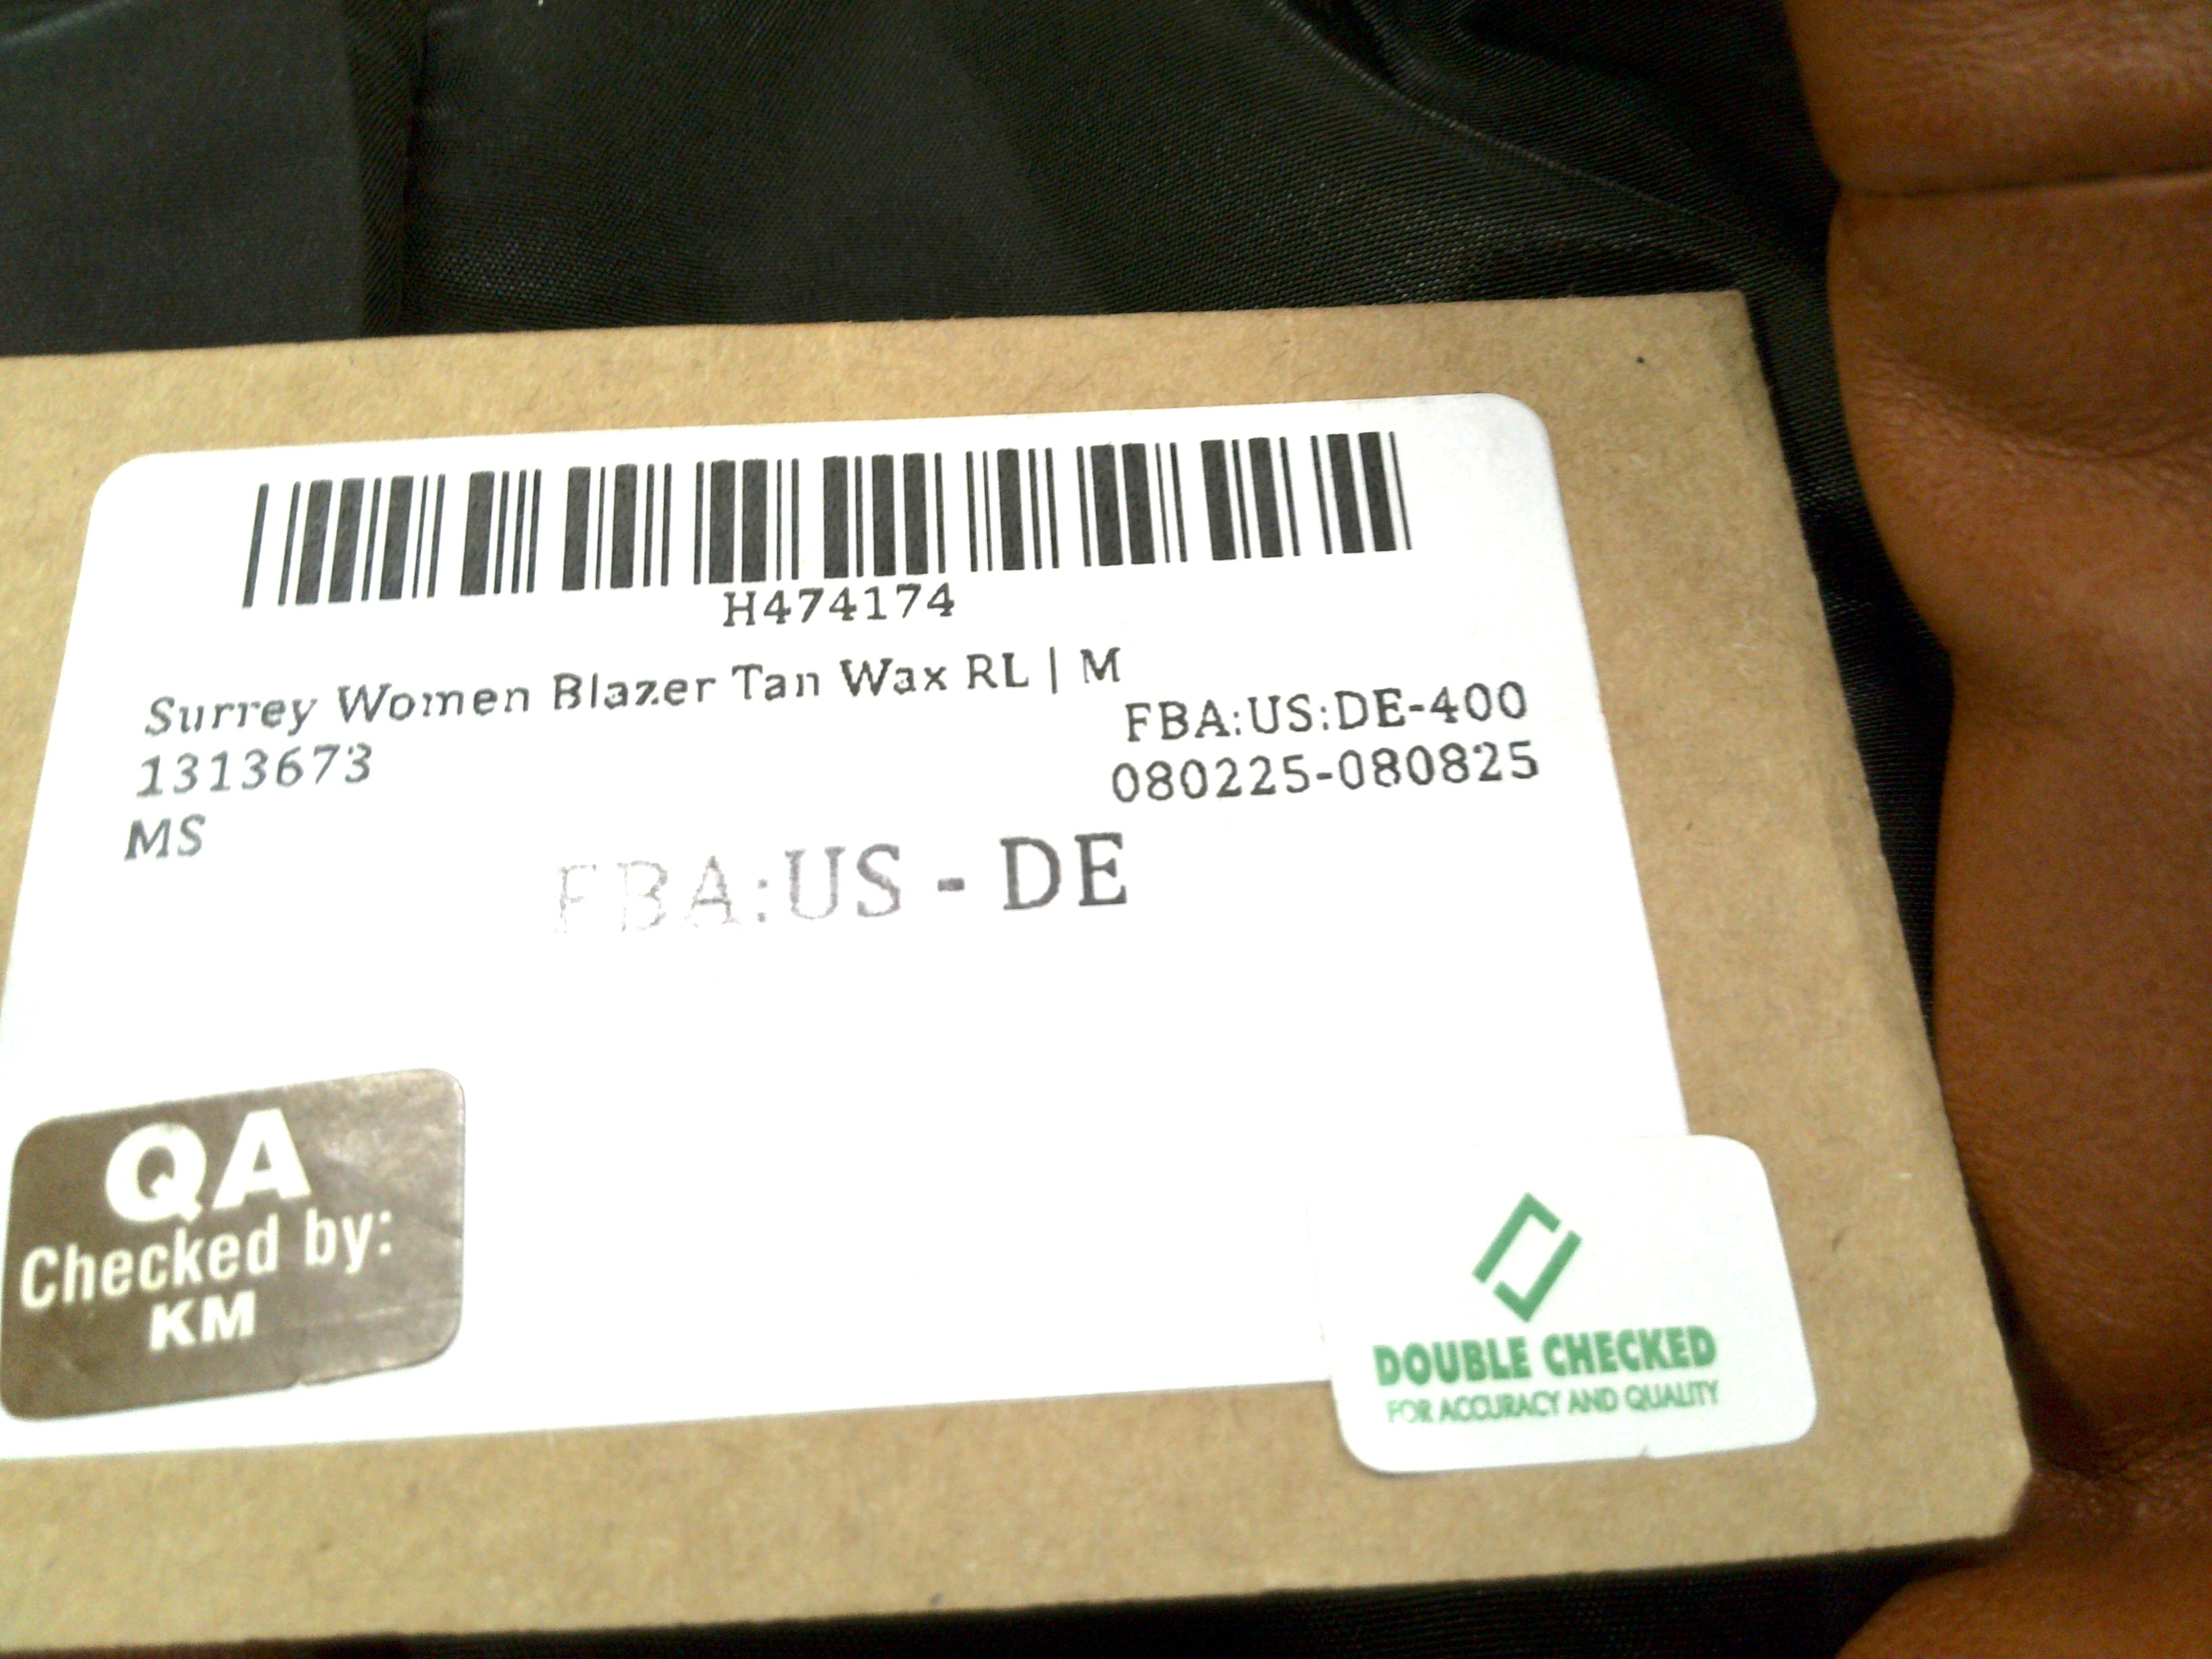 H474174
Surrey Women Blazer Tan Wax RL | M
FBA:US:DE-400
1313673
080225-080825
MS
FBA:US - DE
QA
Checked by:
KM
DOUBLE CHECKED
FOR ACCURACY AND QUALITY